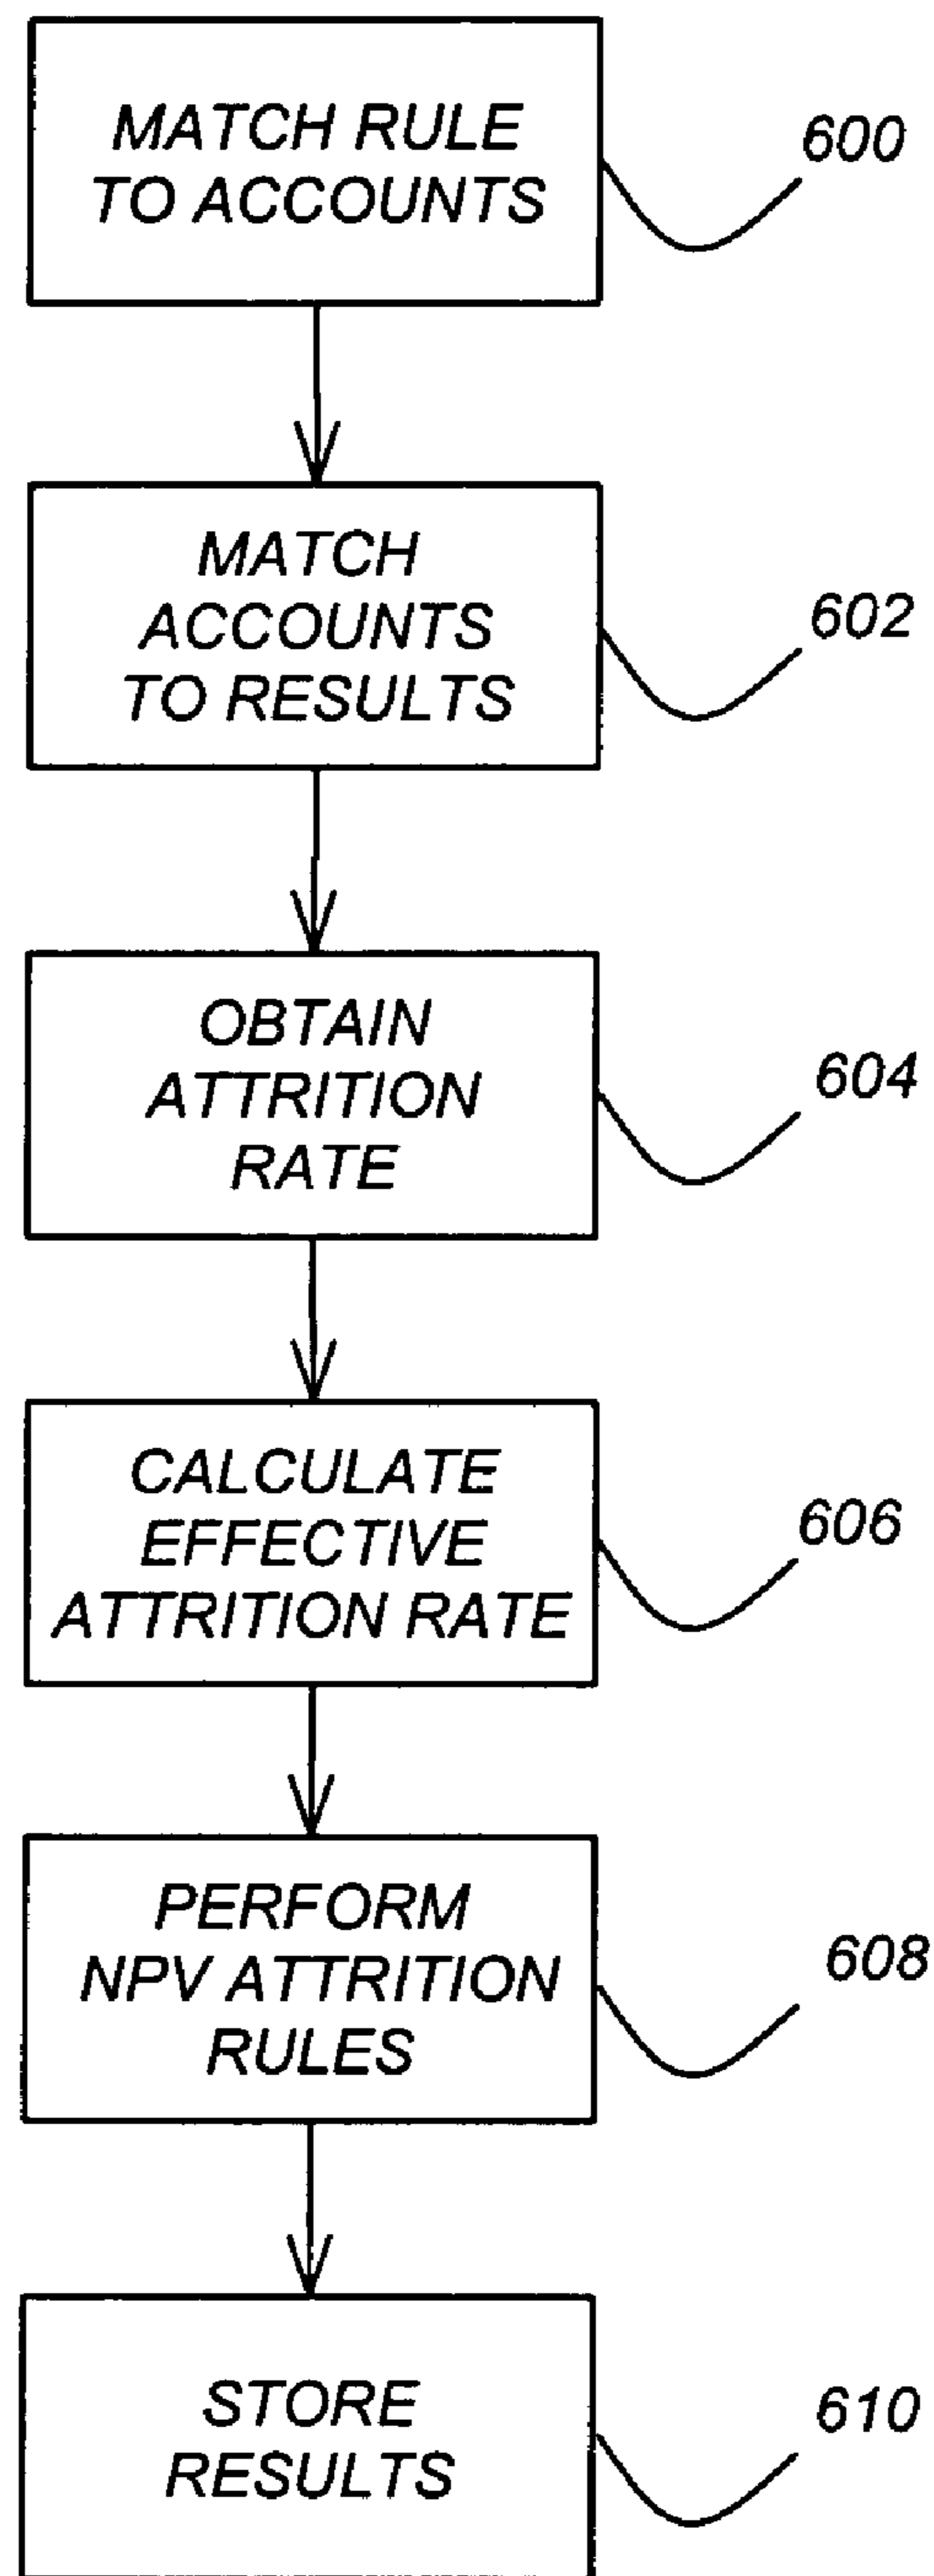 MATCH RULE
TO ACCOUNTS
600
MATCH
ACCOUNTS
TO RESULTS
602
OBTAIN
ATTRITION
RATE
604
CALCULATE
EFFECTIVE
ATTRITION RATE
606
PERFORM
NPV ATTRITION
RULES
608
STORE
RESULTS
610